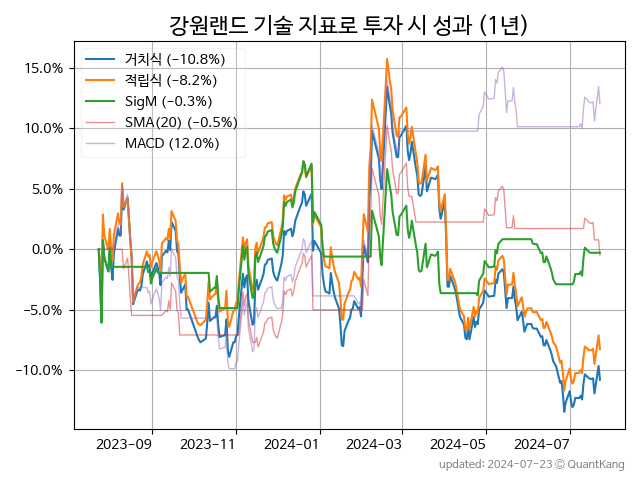 강원랜드 기술 지표로 투자 시 성과 (1년)
거치식 (−10.8%)
적립식 (−8.2%)
SigM (−0.3%)
SMA(20) (−0.5%)
MACD (12.0%)
15.0%
10.0%
5.0%
0.0%
−5.0%
−10.0%
2023−09
2023−11
2024−01
2024−03
2024−05
2024−07
updated: 2024−07−23 © QuantKang